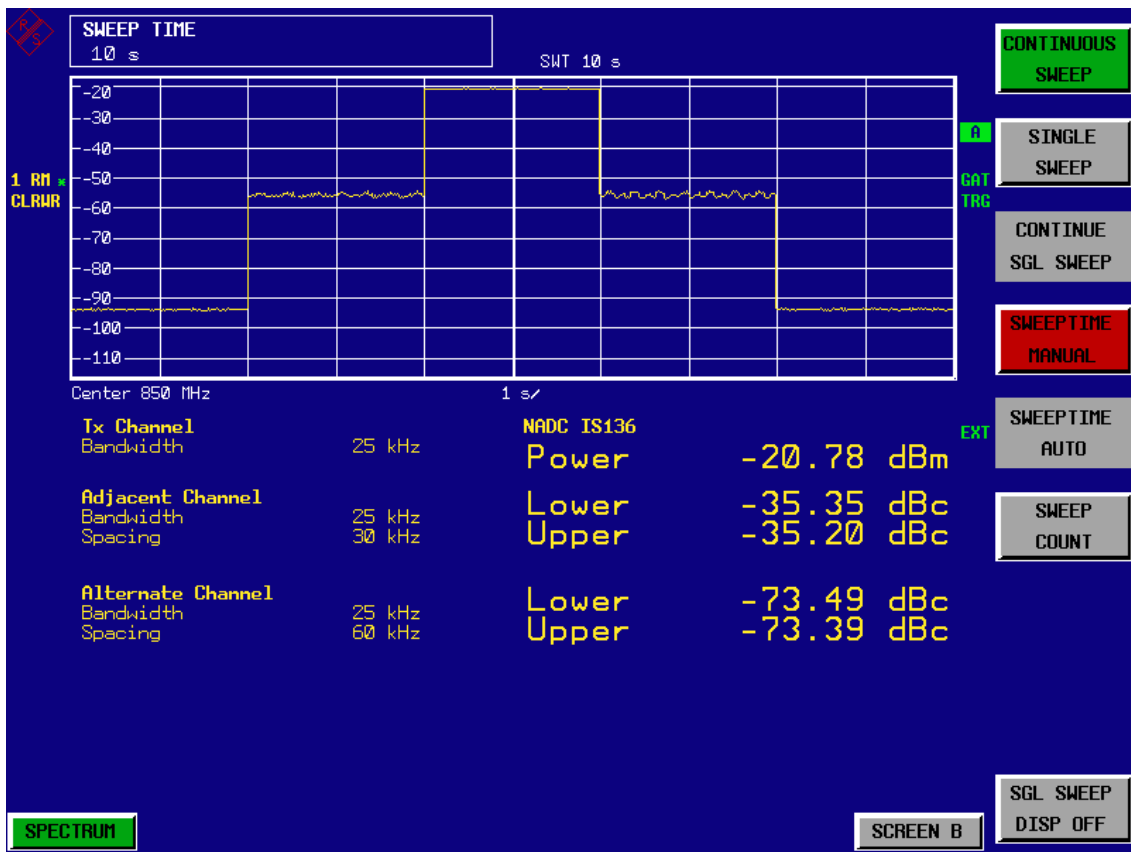 R S
SWEEP TIME
10 s
SWT 10 s
CONTINUOUS
SWEEP
-20
-30
-40
-50
-60
-70
-80
-90
-100
-110
1 RM *
CLRWR
A
GAT
TRG
SINGLE
SWEEP
CONTINUE
SGL SWEEP
SWEEPTIME
MANUAL
Center 850 MHz 1 s/
Tx Channel
Bandwidth 25 kHz
NADC IS136
Power -20.78 dBm
EXT
SWEEPTIME
AUTO
Adjacent Channel
Bandwidth 25 kHz
Spacing 30 kHz
Lower -35.35 dBc
Upper -35.20 dBc
SWEEP
COUNT
Alternate Channel
Bandwidth 25 kHz
Spacing 60 kHz
Lower -73.49 dBc
Upper -73.39 dBc
SGL SWEEP
DISP OFF
SPECTRUM
SCREEN B